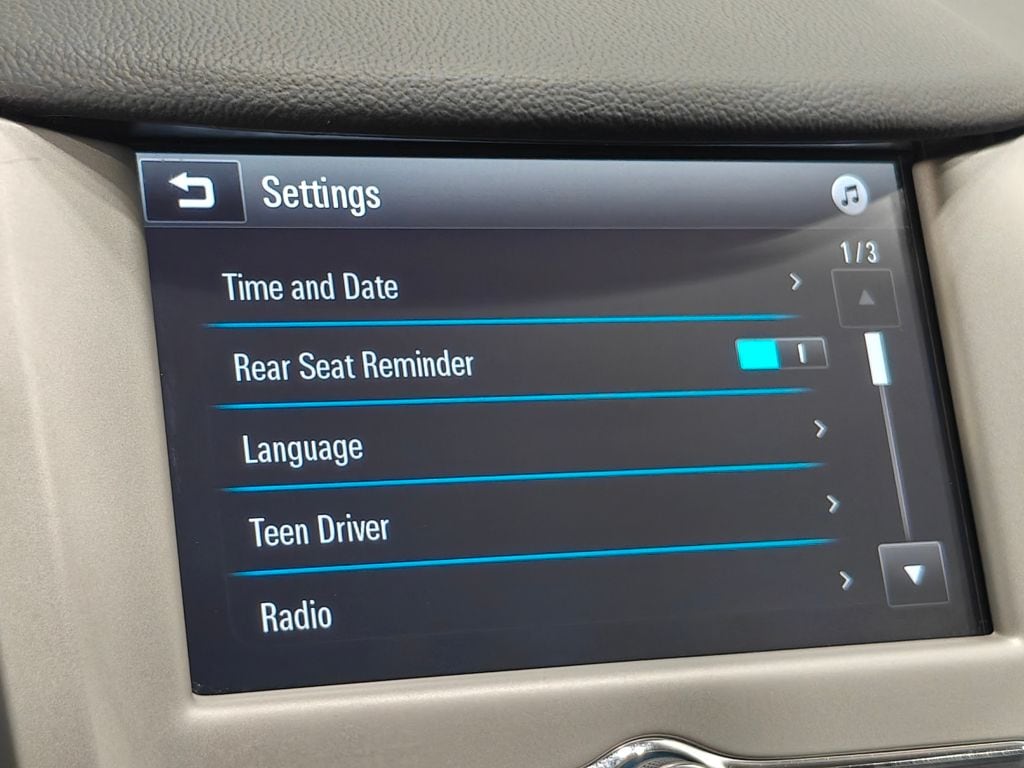 Settings
1/3
Time and Date
Rear Seat Reminder
Language
Teen Driver
Radio